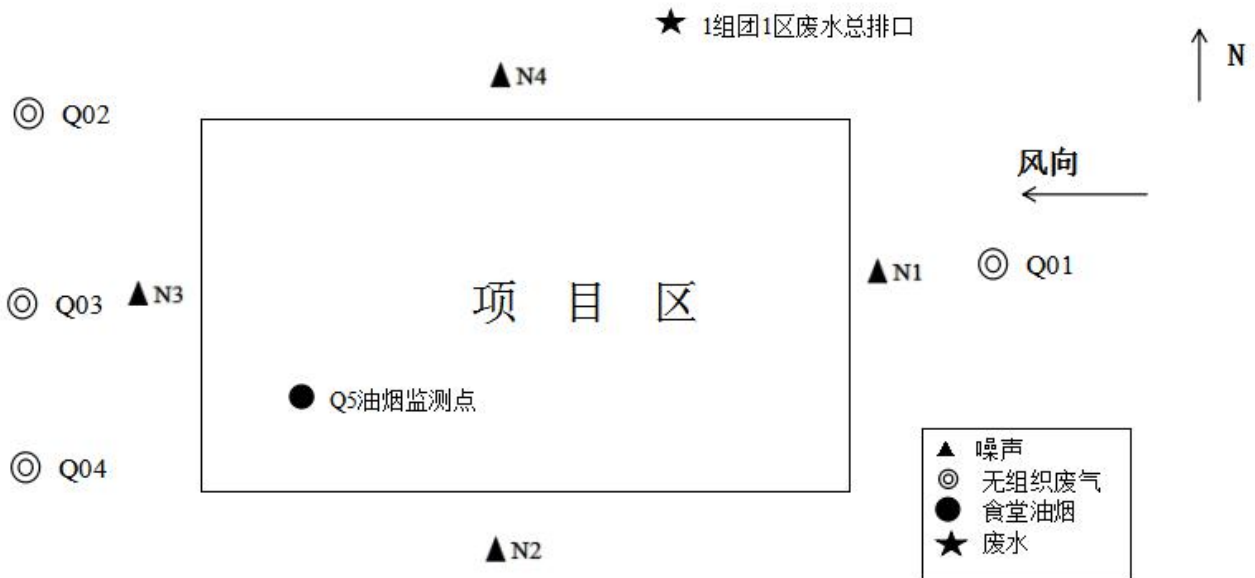 1组团1区废水总排口
N
N4
Q02
风向
N1
Q01
Q03
N3
项目区
Q5油烟监测点
Q04
N2
噪声
无组织废气
食堂油烟
废水